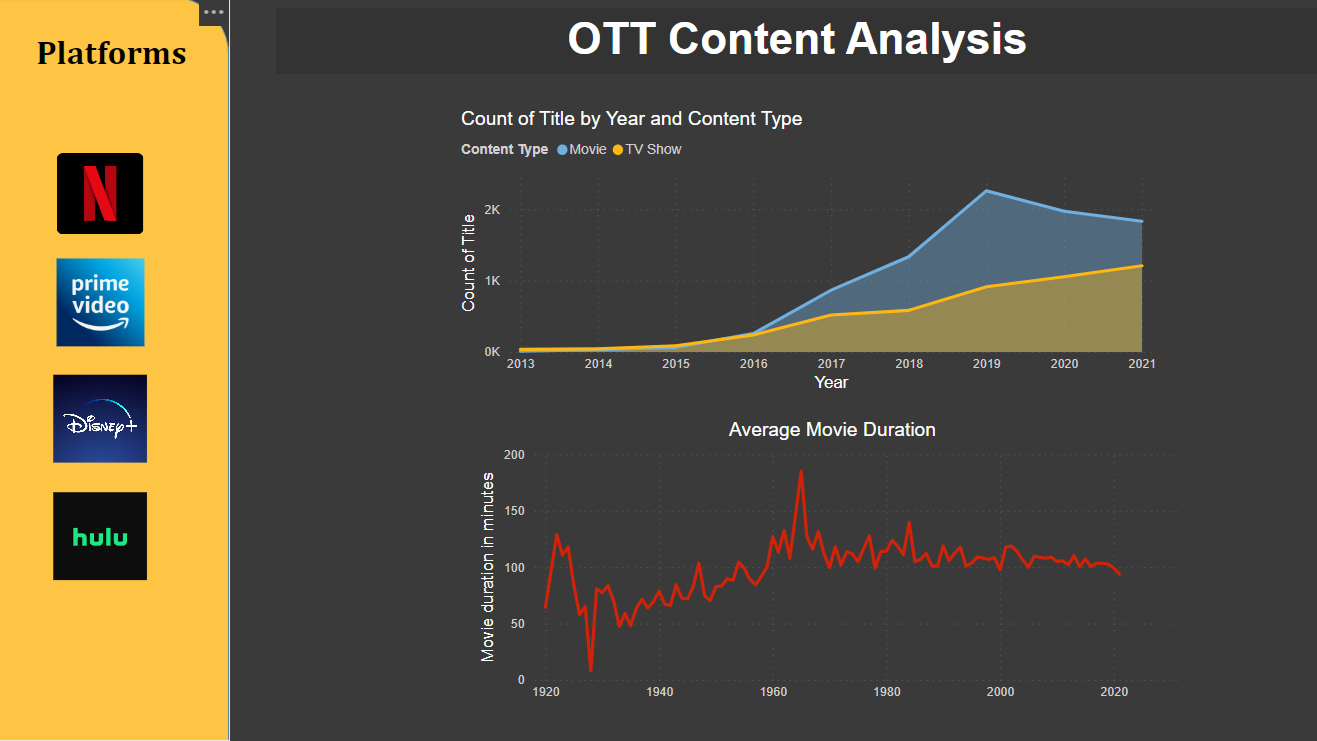 Platforms
N
prime
video
Disney+
hulu
OTT Content Analysis
Count of Title by Year and Content Type
Content Type Movie TV Show
Count of Title
2K
1K
0K
2013 2014 2015 2016 2017 2018 2019 2020 2021
Year
Average Movie Duration
Movie duration in minutes
200
150
100
50
0
1920 1940 1960 1980 2000 2020